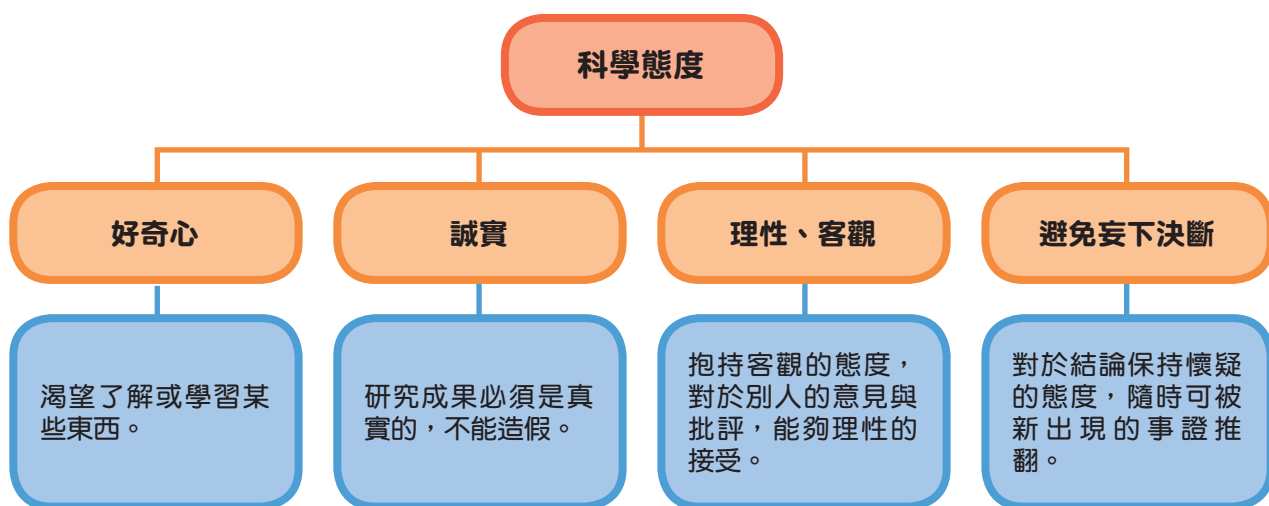 科學態度
好奇心
誠實
理性、客觀
避免妄下決斷
渴望了解或學習某
些東西。
研究成果必須是真
實的，不能造假。
抱持客觀的態度，
對於別人的意見與
批評，能夠理性的
接受。
對於結論保持懷疑
的態度，隨時可被
新出現的事證推
翻。